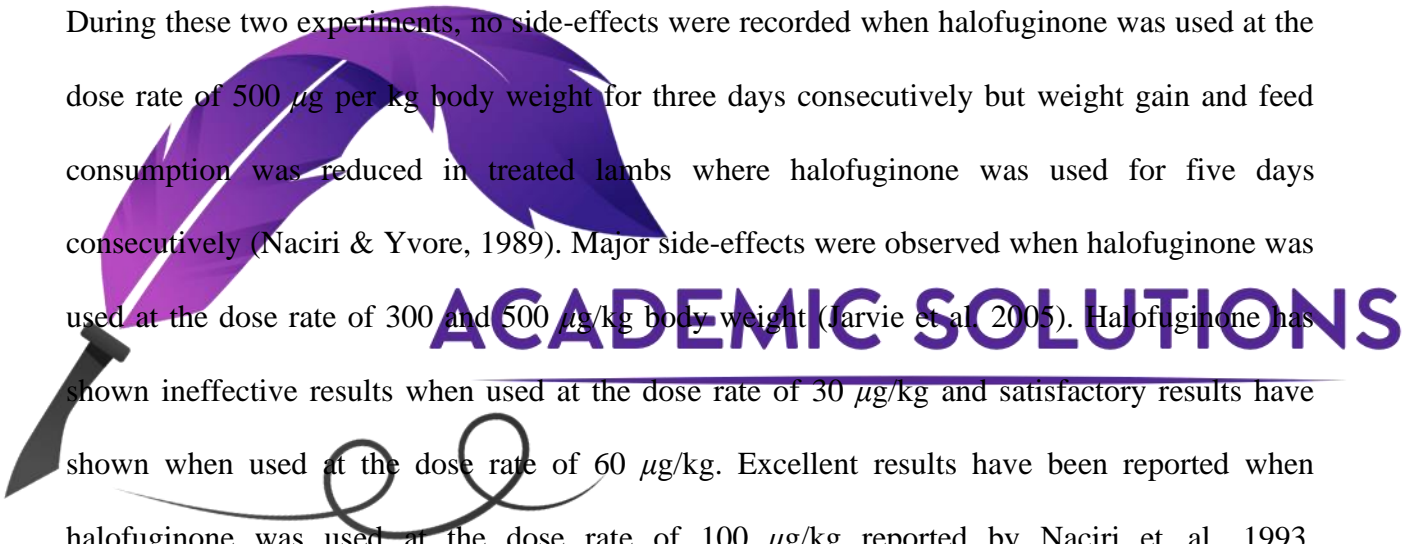 During these two experiments, no side-effects were recorded when halofuginone was used at the
dose rate of 500 μg per kg body weight for three days consecutively but weight gain and feed
consumption was reduced in treated lambs where halofuginone was used for five days
consecutively (Naciri & Yvore, 1989). Major side-effects were observed when halofuginone was
used at the dose rate of 300 and 500 μg/kg body weight (Jarvie et al. 2005). Halofuginone has
ACADEMIC SOLUTIONS
shown ineffective results when used at the dose rate of 30 μg/kg and satisfactory results have
shown when used at the dose rate of 60 μg/kg. Excellent results have been reported when
halofuginone was used at the dose rate of 100 μg/kg reported by Naciri et al. 1993.